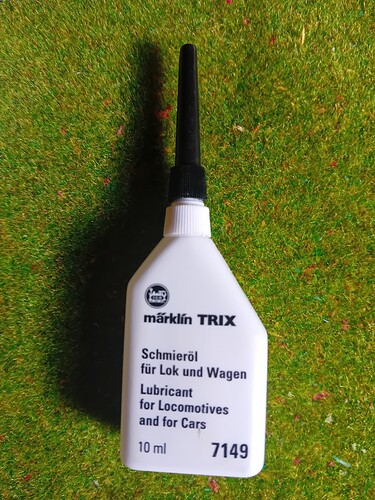 märklin TRIX
Schmieröl
für Lok und Wagen
Lubricant
for Locomotives
and for Cars
10 ml 7149